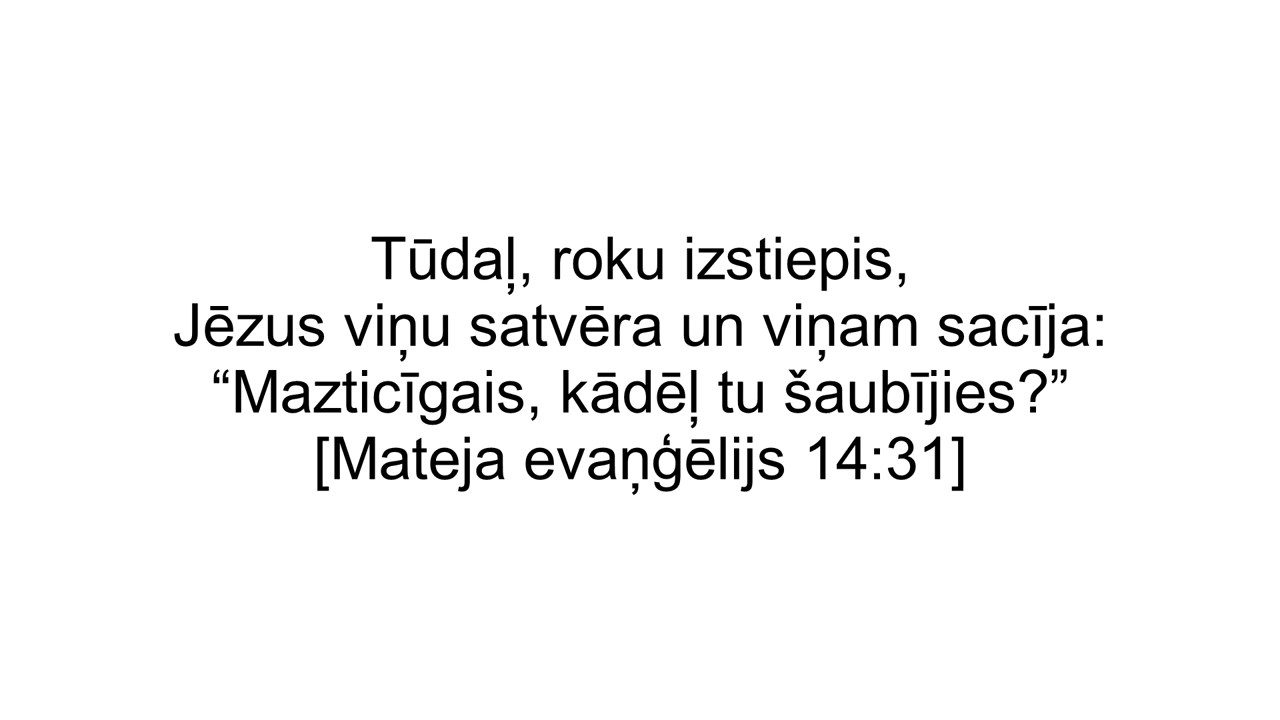 Tūdaļ, roku izstiepis,
Jēzus viņu satvēra un viņam sacīja:
“Mazticīgais, kādēļ tu šaubījies?”
[Mateja evaņģēlijs 14:31]